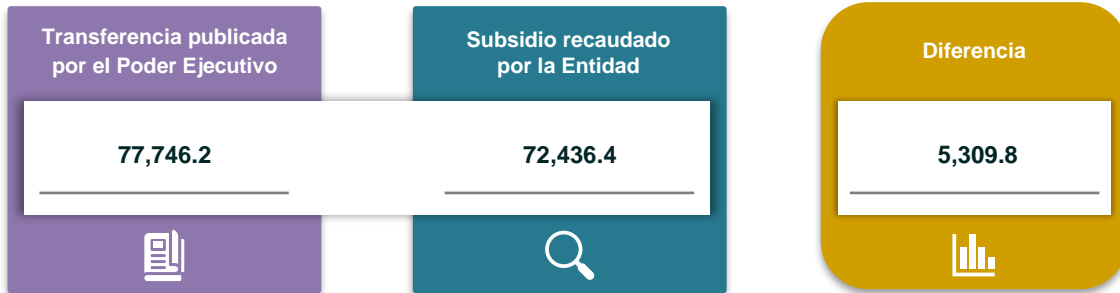 Transferencia publicada
por el Poder Ejecutivo
77,746.2
Subsidio recaudado
por la Entidad
72,436.4
Diferencia
5,309.8